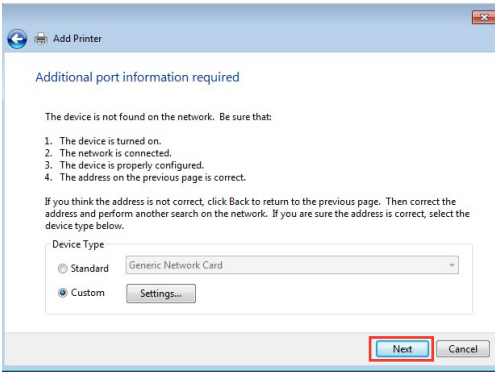 Add Printer
Additional port information required
The device is not found on the network.  Be sure that:
1.  The device is turned on.
2.  The network is connected.
3.  The device is properly configured.
4.  The address on the previous page is correct.
If you think the address is not correct, click Back to return to the previous page.  Then correct the
address and perform another search on the network.  If you are sure the address is correct, select the
device type below.
Device Type
Standard Generic Network Card
Custom Settings...
Next Cancel